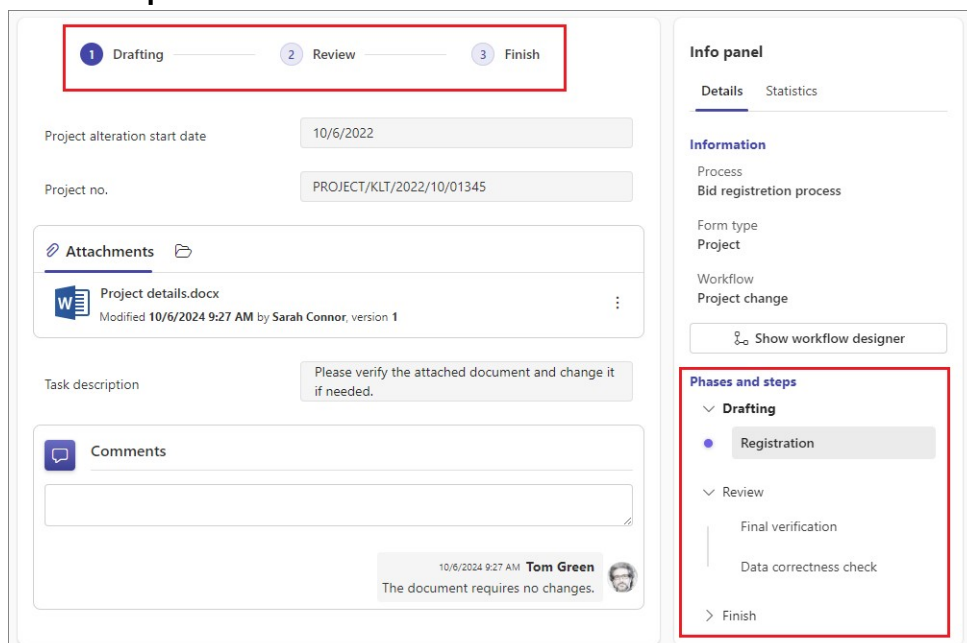 1 Drafting 2 Review 3 Finish
Project alteration start date 10/6/2022
Project no. PROJECT/KLT/2022/10/01345
Attachments
W Project details.docx
Modified 10/6/2024 9:27 AM by Sarah Connor, version 1
Task description Please verify the attached document and change it
if needed.
Comments
10/6/2024 9:27 AM Tom Green
The document requires no changes.
Info panel
Details Statistics
Information
Process
Bid registretion process
Form type
Project
Workflow
Project change
Show workflow designer
Phases and steps
Drafting
Registration
Review
Final verification
Data correctness check
Finish